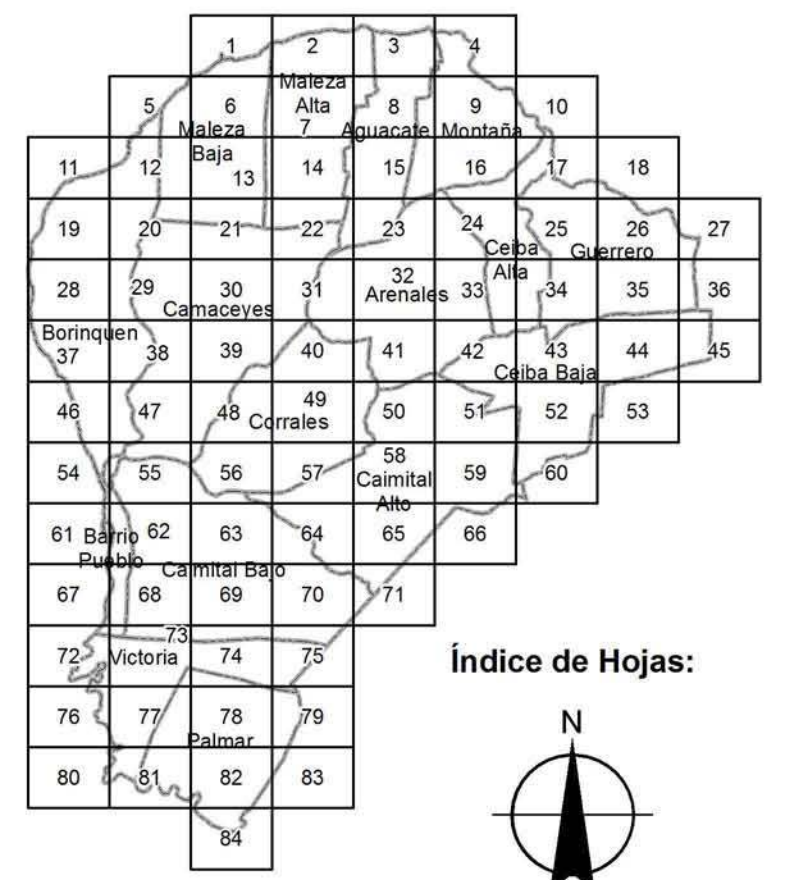 1 2 3 4
Maleza
Alta
5 6 7 8 9 10
Maleza
Baja
Aguacate Montaña
11 12 13 14 15 16 17 18
19 20 21 22 23 24 25 26 27
Ceiba
Alta
Guerrero
28 29 30 31 32 33 34 35 36
Camaceyes Arenales
Borinquen
37 38 39 40 41 42 43 44 45
Ceiba Baja
46 47 48 49 50 51 52 53
Corrales
54 55 56 57 58 59 60
Caimital
Alto
61 62 63 64 65 66
Barrio
Pueblo
Caimital Bajo
67 68 69 70 71
72 73 74 75
Victoria
Índice de Hojas:
76 77 78 79
Palmar
N
80 81 82 83
84